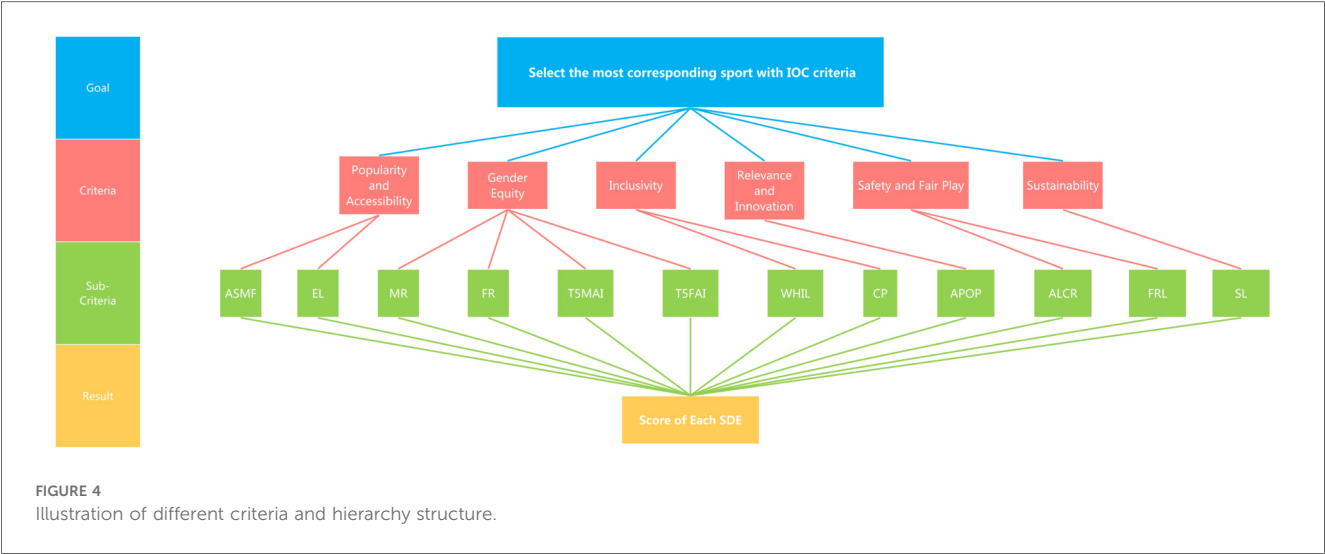 Goal
Select the most corresponding sport with IOC criteria
Criteria
Popularity
and
Accessibility
Gender
Equity
Inclusivity
Relevance
and
Innovation
Safety and Fair Play
Sustainability
Sub-
Criteria
ASMF
EL
MR
FR
T5MAI
T5FAI
WHIL
CP
APOP
ALCR
FRL
SL
Result
Score of Each SDE
FIGURE 4
Illustration of different criteria and hierarchy structure.